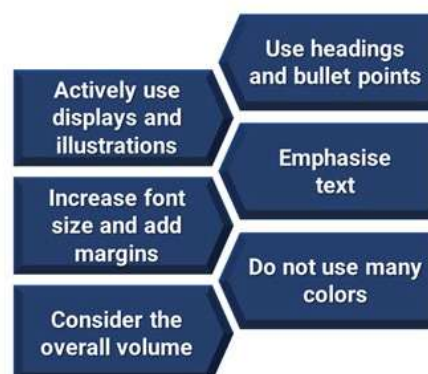 Use headings
and bullet points
Actively use
displays and
illustrations
Emphasise
text
Increase font
size and add
margins
Do not use many
colors
Consider the
overall volume